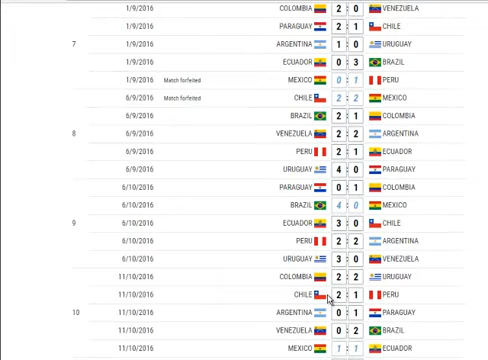 1/9/2016 COLOMBIA 2 : 0 VENEZUELA
1/9/2016 PARAGUAY 2 : 1 CHILE
7 1/9/2016 ARGENTINA 1 : 0 URUGUAY
1/9/2016 ECUADOR 0 : 3 BRAZIL
1/9/2016 Match forfeited MEXICO 0 : 1 PERU
6/9/2016 Match forfeited CHILE 2 : 2 MEXICO
6/9/2016 BRAZIL 2 : 1 COLOMBIA
8 6/9/2016 VENEZUELA 2 : 2 ARGENTINA
6/9/2016 PERU 2 : 1 ECUADOR
6/9/2016 URUGUAY 4 : 0 PARAGUAY
6/10/2016 PARAGUAY 0 : 1 COLOMBIA
6/10/2016 BRAZIL 4 : 0 MEXICO
9 6/10/2016 ECUADOR 3 : 0 CHILE
6/10/2016 PERU 2 : 2 ARGENTINA
6/10/2016 URUGUAY 3 : 0 VENEZUELA
11/10/2016 COLOMBIA 2 : 2 URUGUAY
11/10/2016 CHILE 2 : 1 PERU
10 11/10/2016 ARGENTINA 0 : 1 PARAGUAY
11/10/2016 VENEZUELA 0 : 2 BRAZIL
11/10/2016 MEXICO 1 : 1 ECUADOR